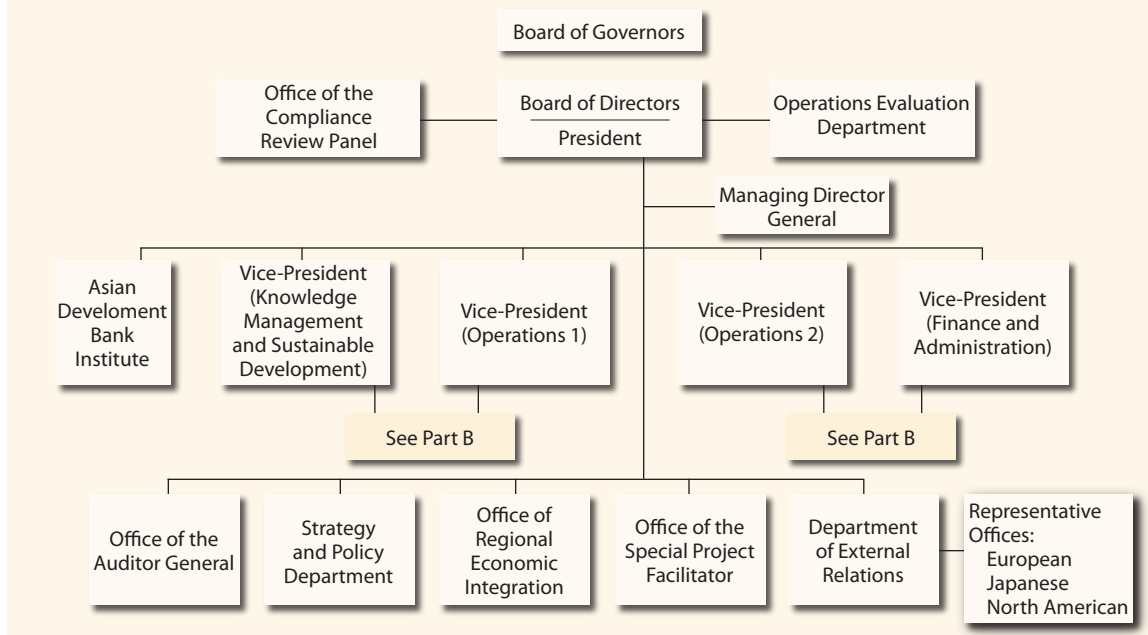 Board of Governors
Office of the
Compliance
Review Panel
Board of Directors
President
Operations Evaluation
Department
Managing Director
General
Asian
Develoment
Bank
Institute
Vice-President
(Knowledge
Management
and Sustainable
Development)
Vice-President
(Operations 1)
Vice-President
(Operations 2)
Vice-President
(Finance and
Administration)
See Part B
See Part B
Office of the
Auditor General
Strategy
and Policy
Department
Office of
Regional
Economic
Integration
Office of the
Special Project
Facilitator
Department
of External
Relations
Representative
Offices:
European
Japanese
North American